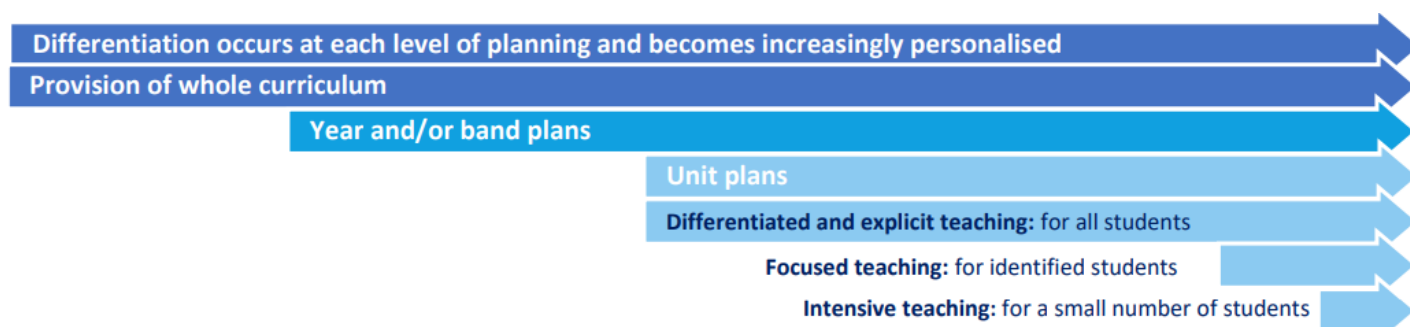 Differentiation occurs at each level of planning and becomes increasingly personalised
Provision of whole curriculum
Year and/or band plans
Unit plans
Differentiated and explicit teaching: for all students
Focused teaching: for identified students
Intensive teaching: for a small number of students